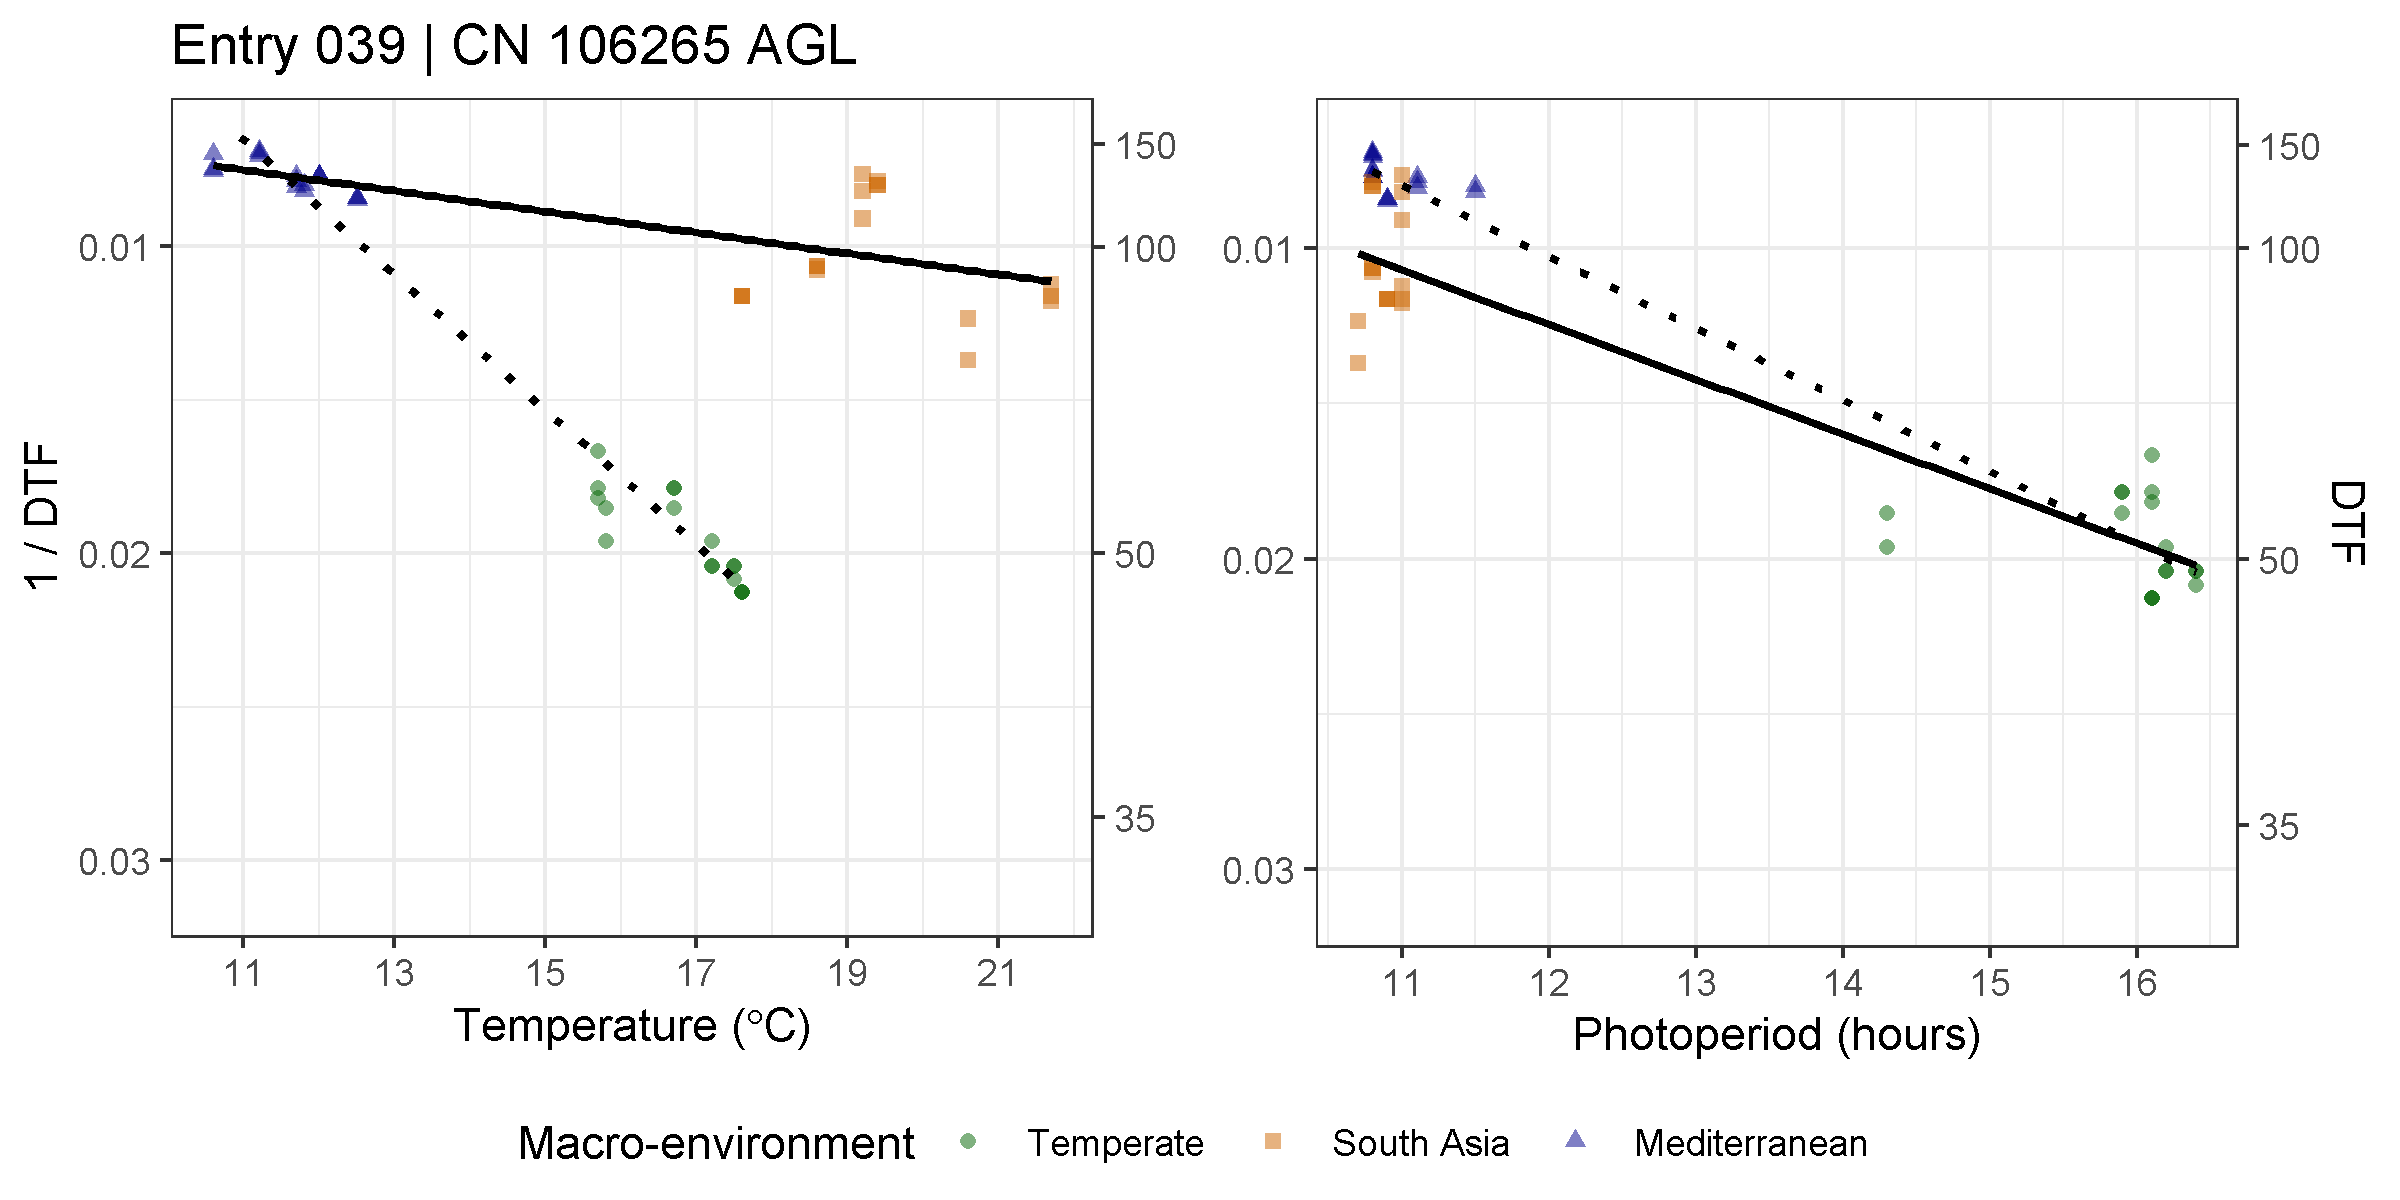 Entry 039 | CN 106265 AGL
1 / DTF
0.01
0.02
0.03
150
100
50
35
11 13 15 17 19 21
Temperature (°C)
0.01
0.02
0.03
150
100
50
35
DTF
11 12 13 14 15 16
Photoperiod (hours)
Macro-environment Temperate South Asia Mediterranean